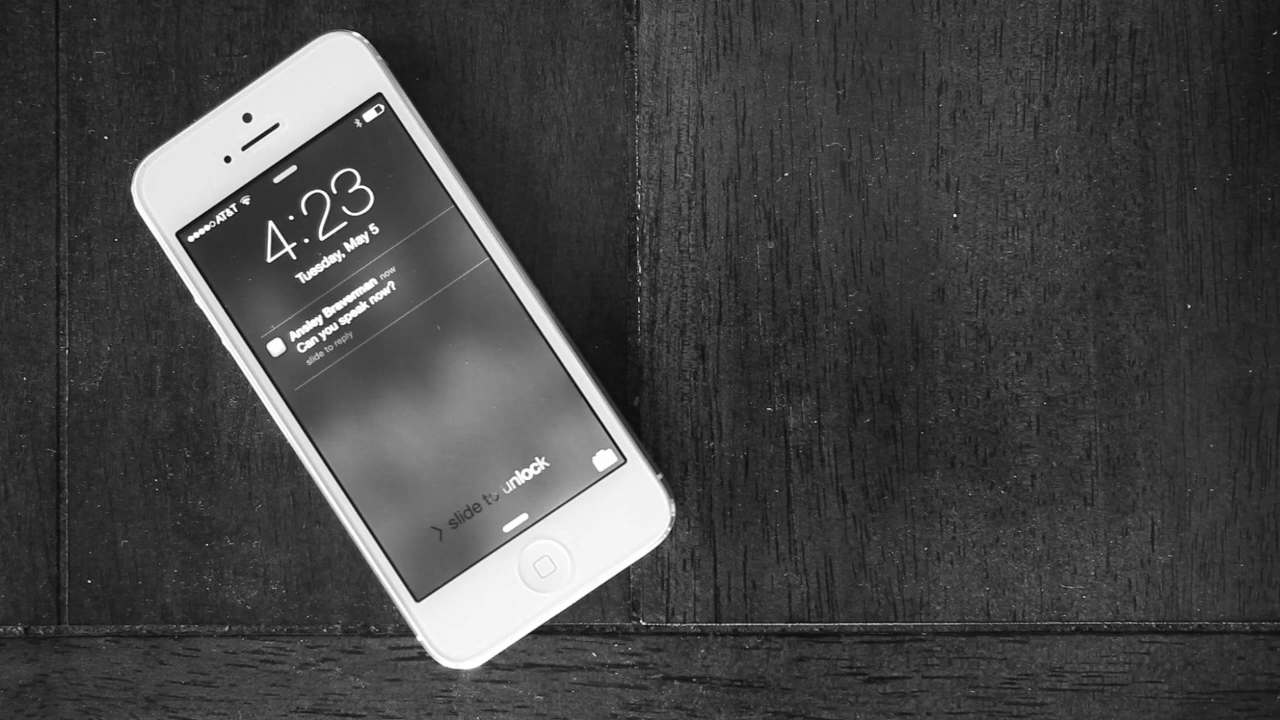 AT&T
4:23
Tuesday, May 5
Ansley Braverman now
Can you speak now?
slide to reply
slide to unlock